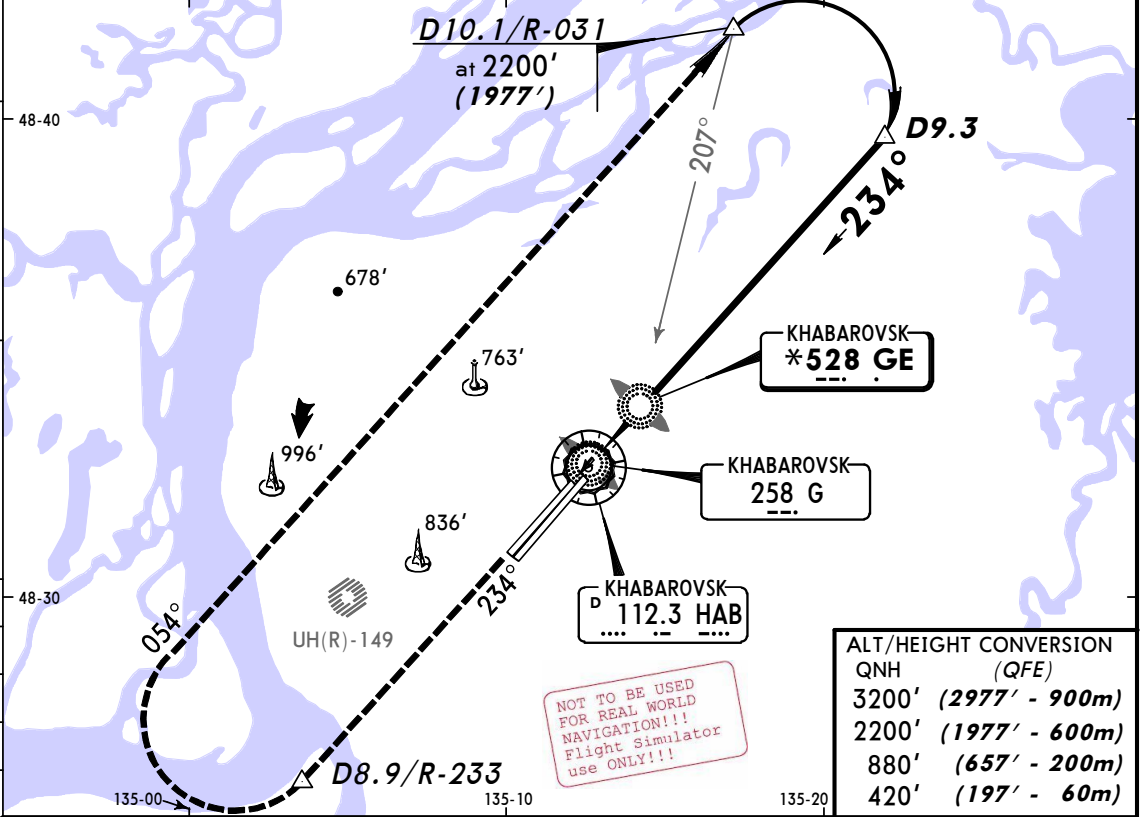 D10.1/R-031
at 2200'
(1977')
48-40
D9.3
207°
234°
678'
763'
KHABAROVSK
*528 GE
996'
KHABAROVSK
258 G
836'
48-30
234°
KHABAROVSK
D 112.3 HAB
054°
UH(R)-149
NOT TO BE USED
FOR REAL WORLD
NAVIGATION!!!
Flight Simulator
use ONLY!!!
D8.9/R-233
135-00
135-10
135-20
ALT/HEIGHT CONVERSION
QNH (QFE)
3200' (2977' - 900m)
2200' (1977' - 600m)
880' (657' - 200m)
420' (197' - 60m)